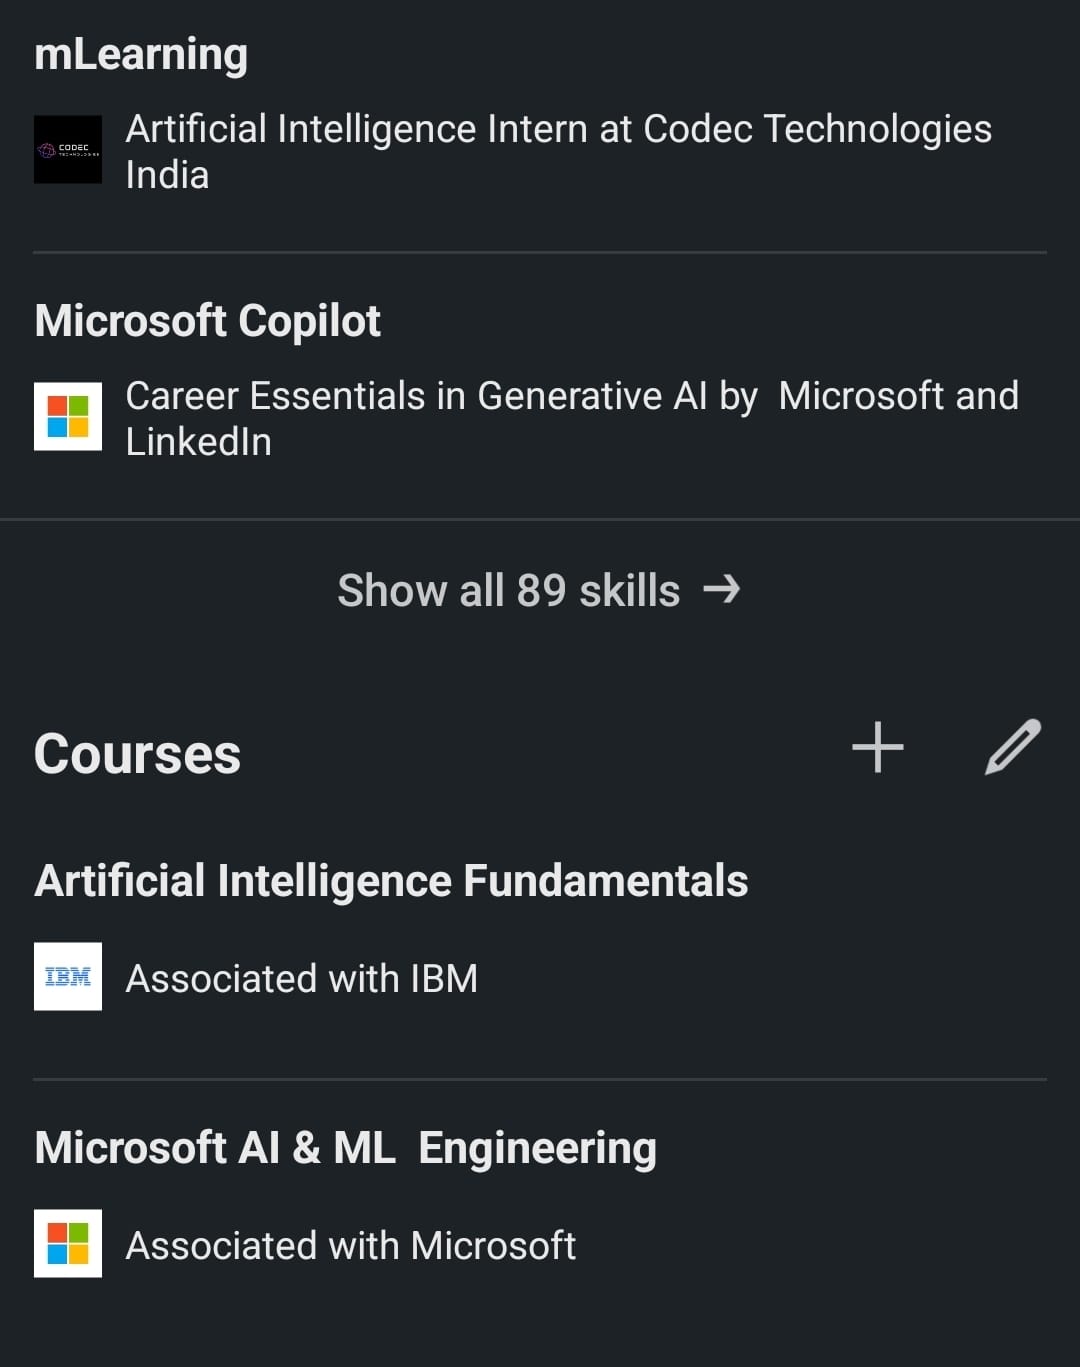 mLearning
CODEC
TECHNOLOGIES
Artificial Intelligence Intern at Codec Technologies
India
Microsoft Copilot
Career Essentials in Generative AI by  Microsoft and
LinkedIn
Show all 89 skills →
Courses
Artificial Intelligence Fundamentals
IBM
Associated with IBM
Microsoft AI & ML  Engineering
Associated with Microsoft